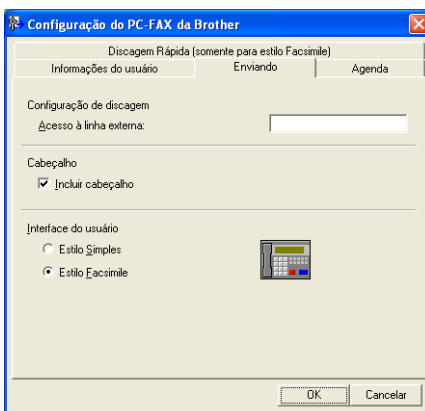 Configuração do PC-FAX da Brother
Discagem Rápida (somente para estilo Facsimile)
Informações do usuário
Enviando
Agenda
Configuração de discagem
Acesso à linha externa:
Cabeçalho
Incluir cabeçalho
Interface do usuário
Estilo Simples
Estilo Facsimile
OK
Cancelar